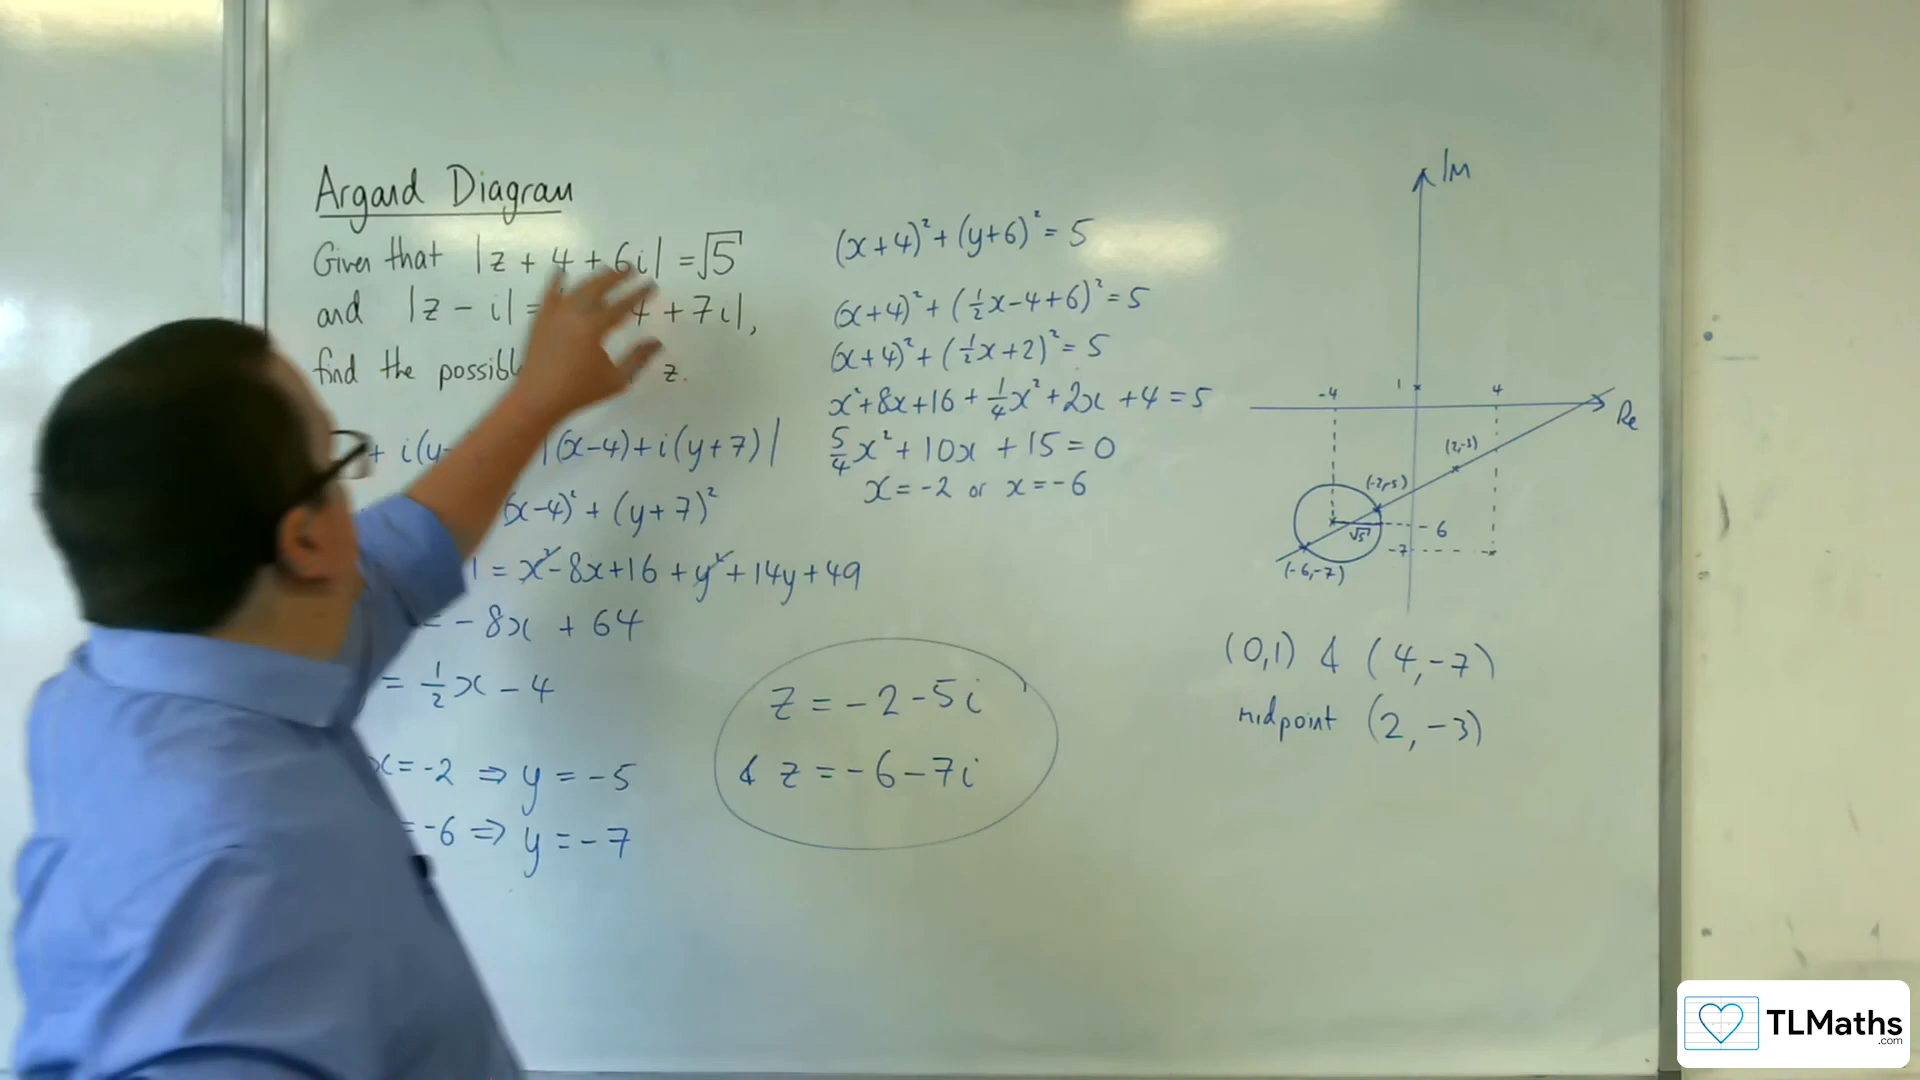 Argand Diagram
Given that |z + 4 + 6i| = √5
and |z - i| = 4 + 7i|,
find the z.
+ i(y |(x-4)+i(y+7)|
(x-4)² + (y+7)²
1 = x²-8x+16 + y²+14y+49
= -8x + 64
= 1/2x - 4
x=-2 ⇒ y = -5
=-6 ⇒ y = -7
(x+4)²+(y+6)²=5
(x+4)²+(1/2x-4+6)²=5
(x+4)²+(1/2x+2)²=5
x²+8x+16+1/4x²+2x+4=5
5/4x²+10x+15=0
x=-2 or x=-6
z = -2-5i
& z = -6-7i
Im
-4 1 4
Re
(2,-3)
(-2,-5)
√5 -6
-7
(-6,-7)
(0,1) & (4,-7)
midpoint (2,-3)
TLMaths
.com